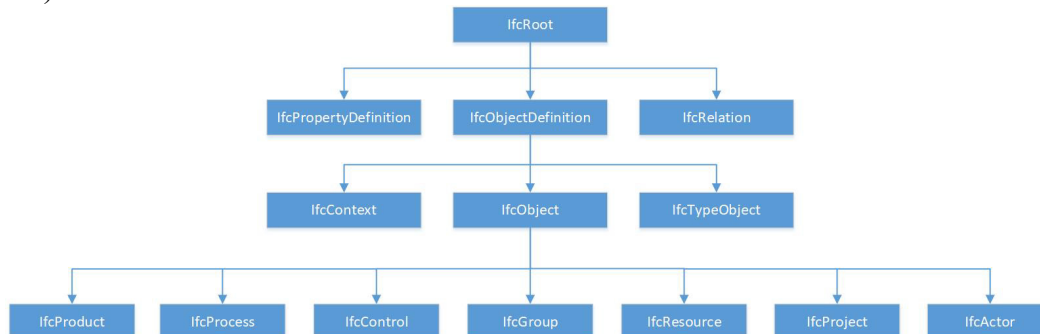 IfcRoot
IfcPropertyDefinition IfcObjectDefinition IfcRelation
IfcContext IfcObject IfcTypeObject
IfcProduct IfcProcess IfcControl IfcGroup IfcResource IfcProject IfcActor